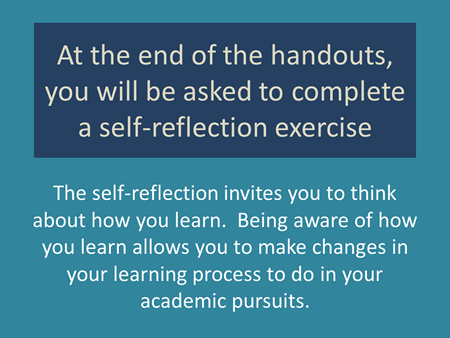 At the end of the handouts,
you will be asked to complete
a self-reflection exercise
The self-reflection invites you to think
about how you learn.  Being aware of how
you learn allows you to make changes in
your learning process to do in your
academic pursuits.